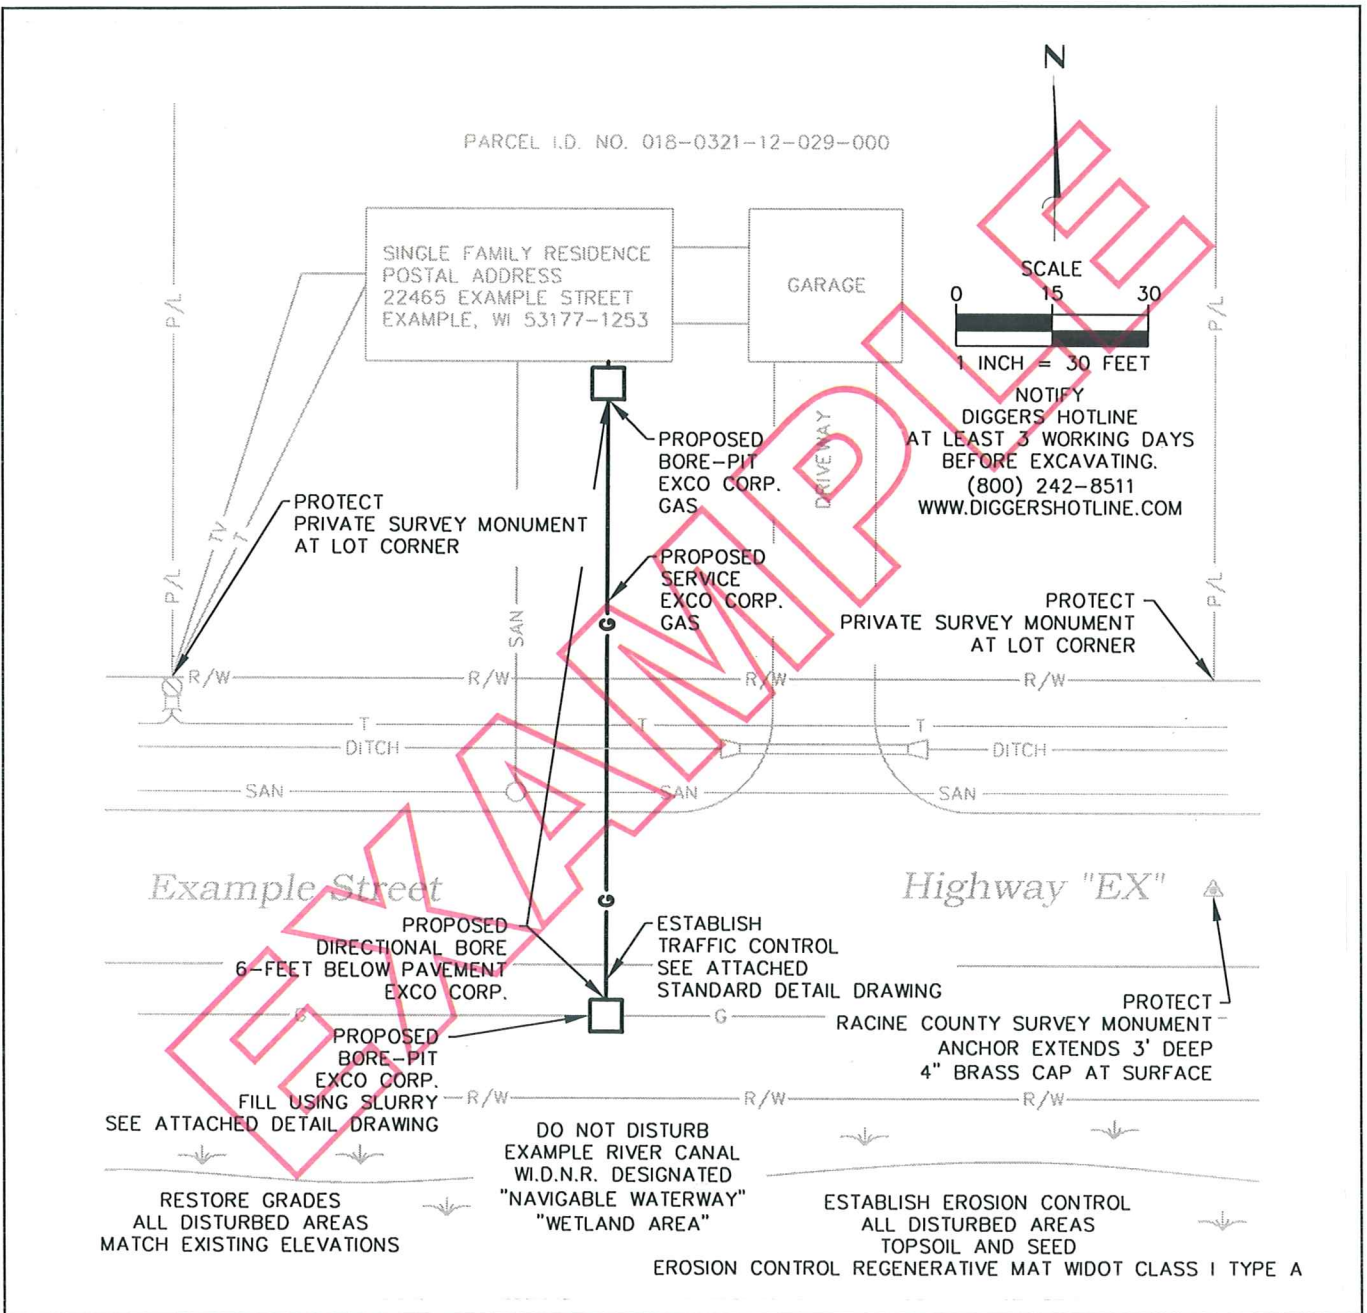 N
PARCEL I.D. NO. 018-0321-12-029-000
SINGLE FAMILY RESIDENCE
POSTAL ADDRESS
22465 EXAMPLE STREET
EXAMPLE, WI 53177-1253
GARAGE
SCALE
0 15 30
1 INCH = 30 FEET
NOTIFY
DIGGERS HOTLINE
AT LEAST 3 WORKING DAYS
BEFORE EXCAVATING.
(800) 242-8511
WWW.DIGGERSHOTLINE.COM
P/L
P/L
P/L
P/L
TV
T
SAN
DRIVEWAY
PROPOSED
BORE-PIT
EXCO CORP.
GAS
PROTECT
PRIVATE SURVEY MONUMENT
AT LOT CORNER
PROPOSED
SERVICE
EXCO CORP.
GAS
G
PROTECT
PRIVATE SURVEY MONUMENT
AT LOT CORNER
R/W R/W R/W R/W
T T T
DITCH DITCH
SAN SAN SAN
Example Street
Highway "EX"
G
PROPOSED
DIRECTIONAL BORE
6-FEET BELOW PAVEMENT
EXCO CORP.
ESTABLISH
TRAFFIC CONTROL
SEE ATTACHED
STANDARD DETAIL DRAWING
G G
PROTECT
RACINE COUNTY SURVEY MONUMENT
ANCHOR EXTENDS 3' DEEP
4" BRASS CAP AT SURFACE
PROPOSED
BORE-PIT
EXCO CORP.
FILL USING SLURRY
SEE ATTACHED DETAIL DRAWING
R/W R/W R/W
DO NOT DISTURB
EXAMPLE RIVER CANAL
WI.D.N.R. DESIGNATED
"NAVIGABLE WATERWAY"
"WETLAND AREA"
RESTORE GRADES
ALL DISTURBED AREAS
MATCH EXISTING ELEVATIONS
ESTABLISH EROSION CONTROL
ALL DISTURBED AREAS
TOPSOIL AND SEED
EROSION CONTROL REGENERATIVE MAT WIDOT CLASS I TYPE A
EXAMPLE